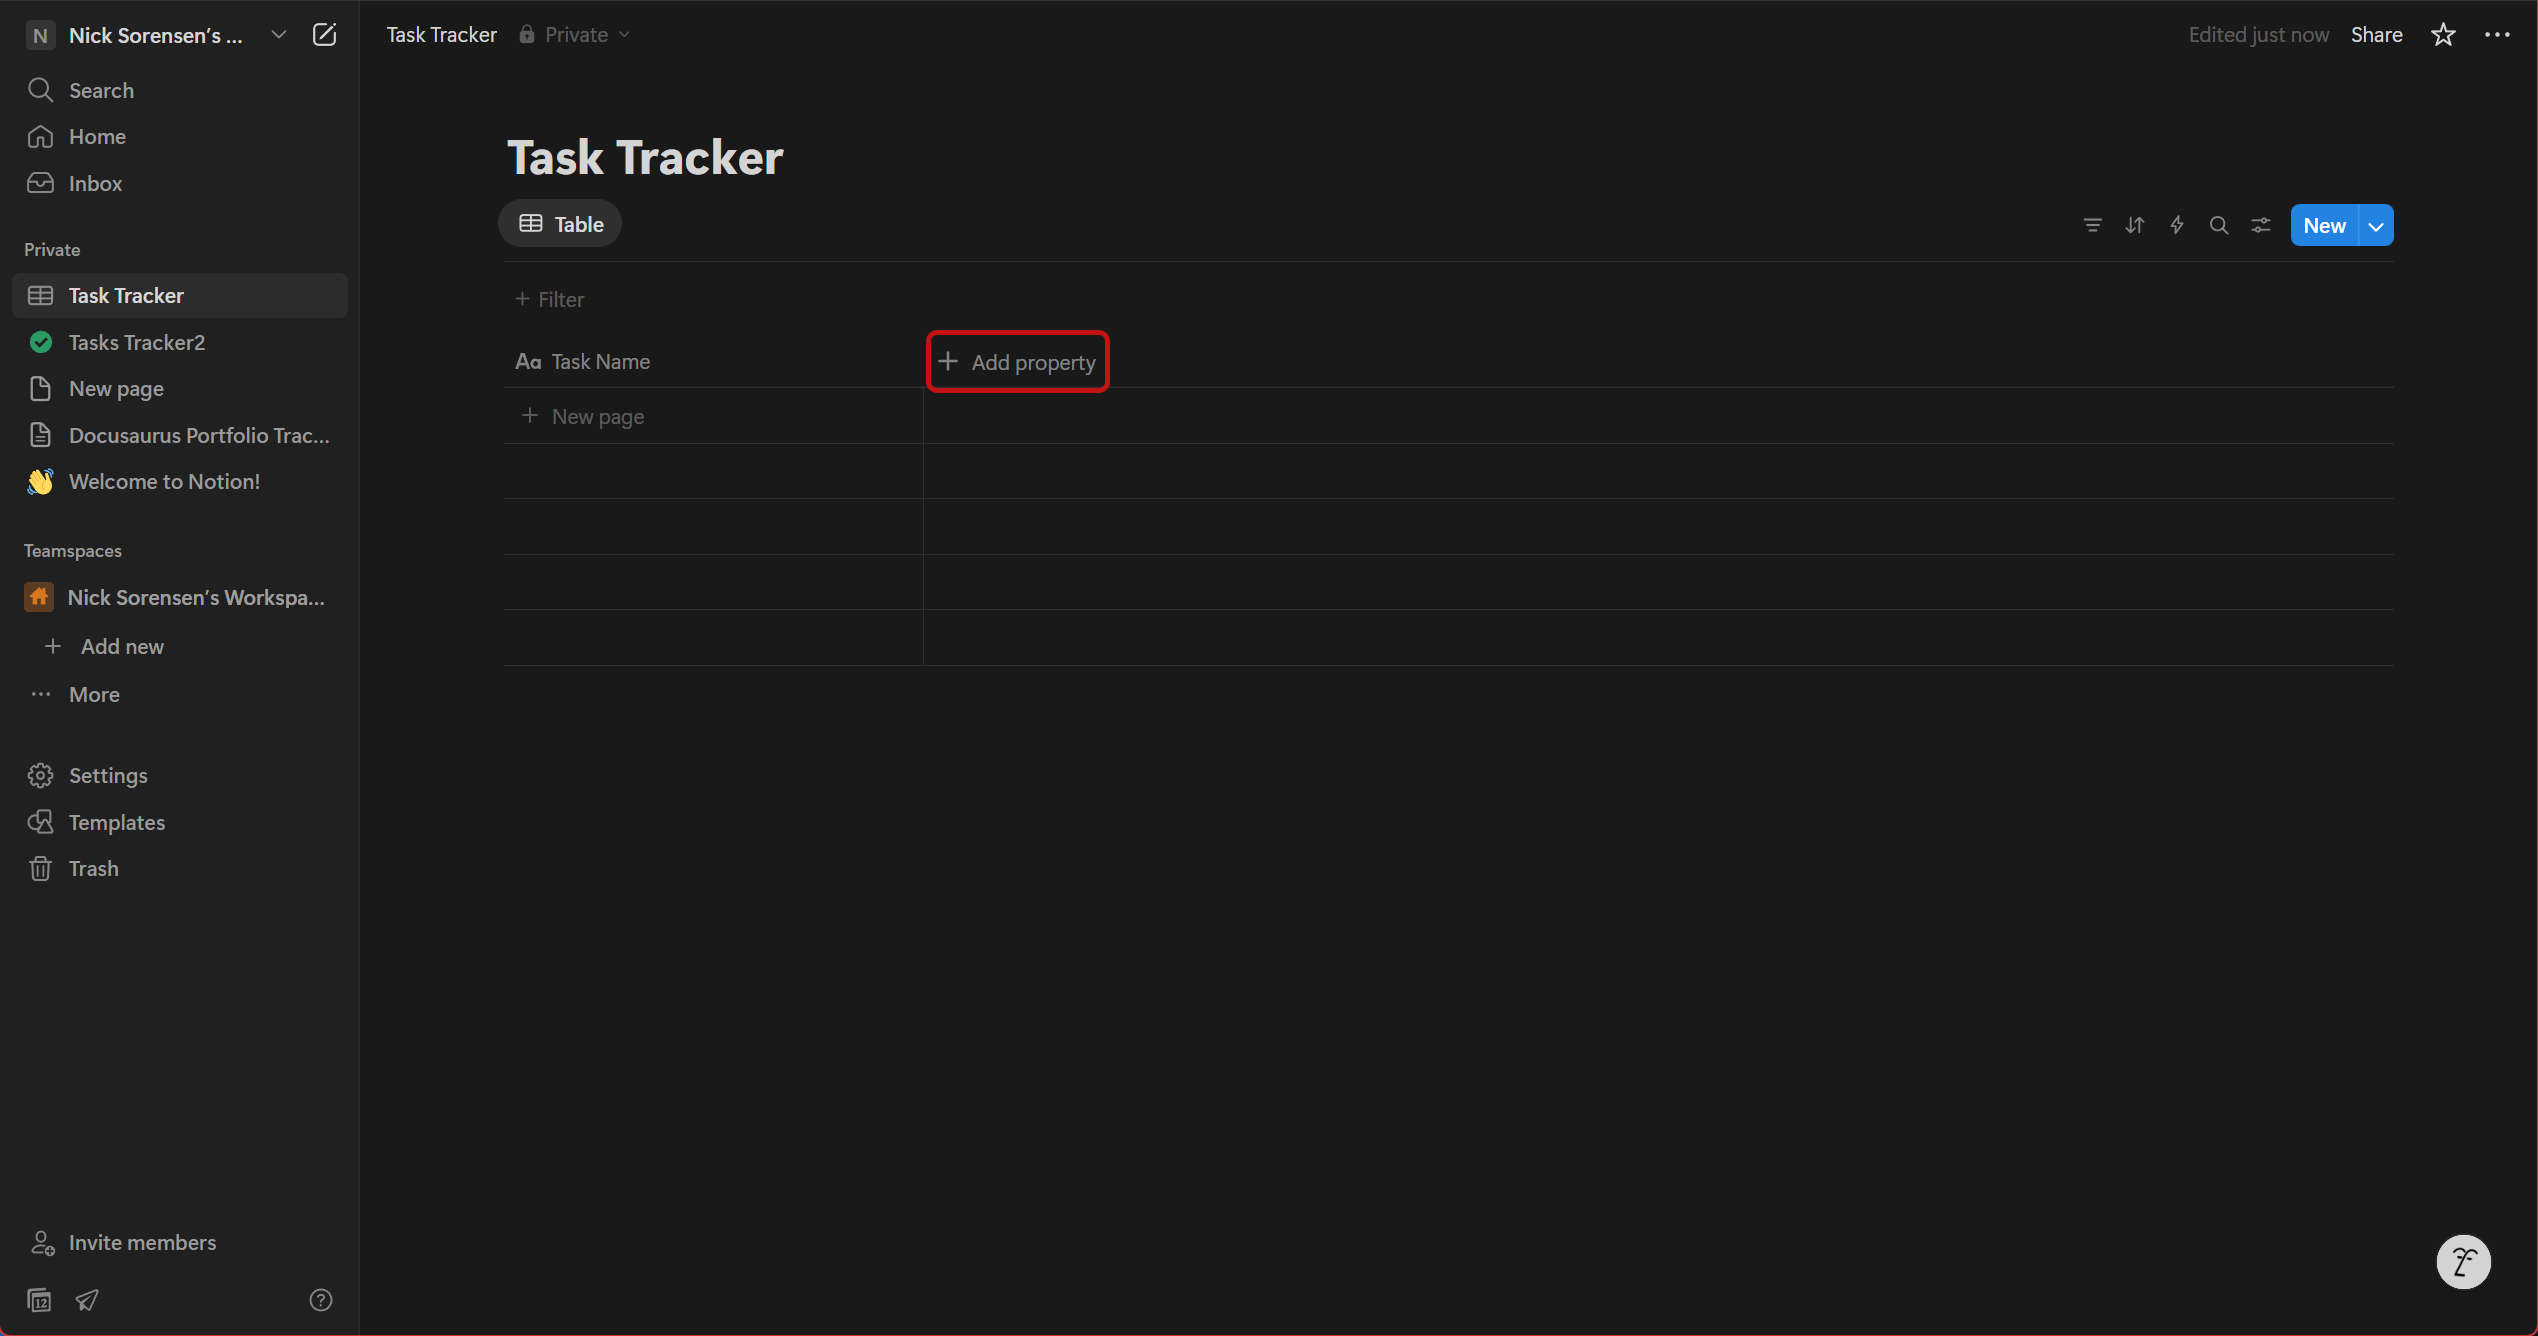 N Nick Sorensen's ...
Search
Home
Inbox
Private
Task Tracker
Tasks Tracker2
New page
Docusaurus Portfolio Trac...
Welcome to Notion!
Teamspaces
Nick Sorensen's Workspa...
+ Add new
... More
Settings
Templates
Trash
Invite members
12 ?
Task Tracker Private Edited just now Share ...
Task Tracker
Table New
+ Filter
Aa Task Name + Add property
+ New page